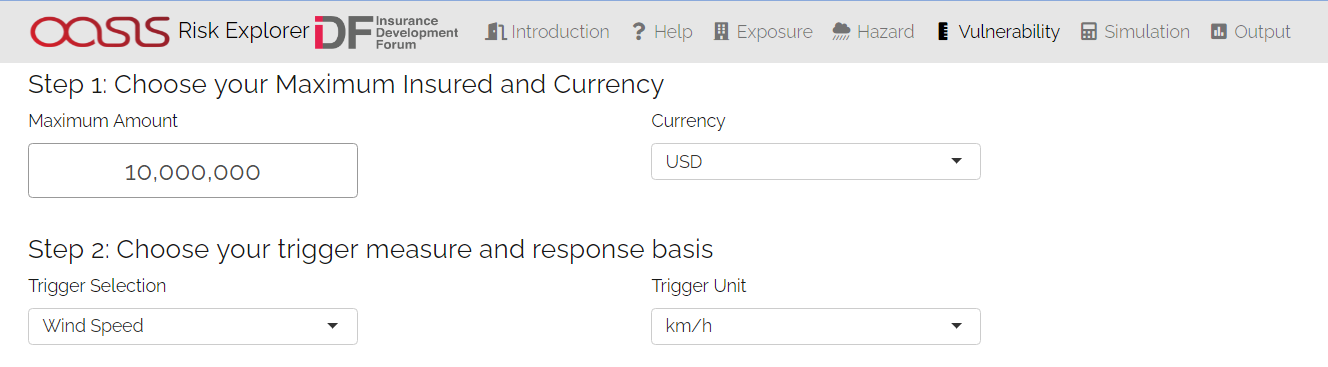 OASIS Risk Explorer iDF Insurance Development Forum Introduction Help Exposure Hazard Vulnerability Simulation Output
Step 1: Choose your Maximum Insured and Currency
Maximum Amount Currency
10,000,000 USD
Step 2: Choose your trigger measure and response basis
Trigger Selection Trigger Unit
Wind Speed km/h